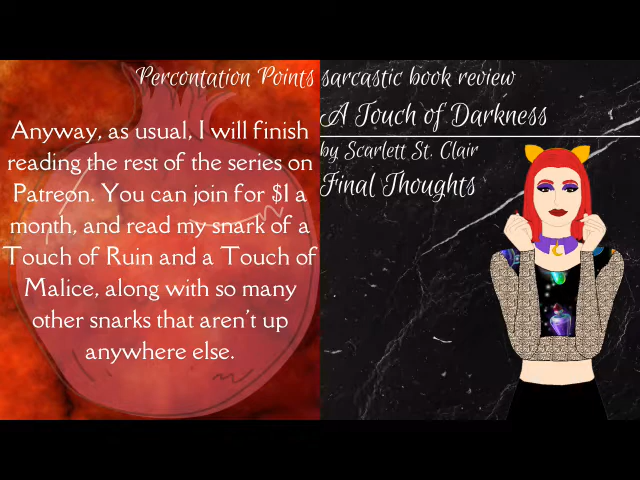 Percontation Points sarcastic book review
A Touch of Darkness
by Scarlett St. Clair
Final Thoughts
Anyway, as usual, I will finish
reading the rest of the series on
Patreon. You can join for $1 a
month, and read my snark of a
Touch of Ruin and a Touch of
Malice, along with so many
other snarks that aren't up
anywhere else.